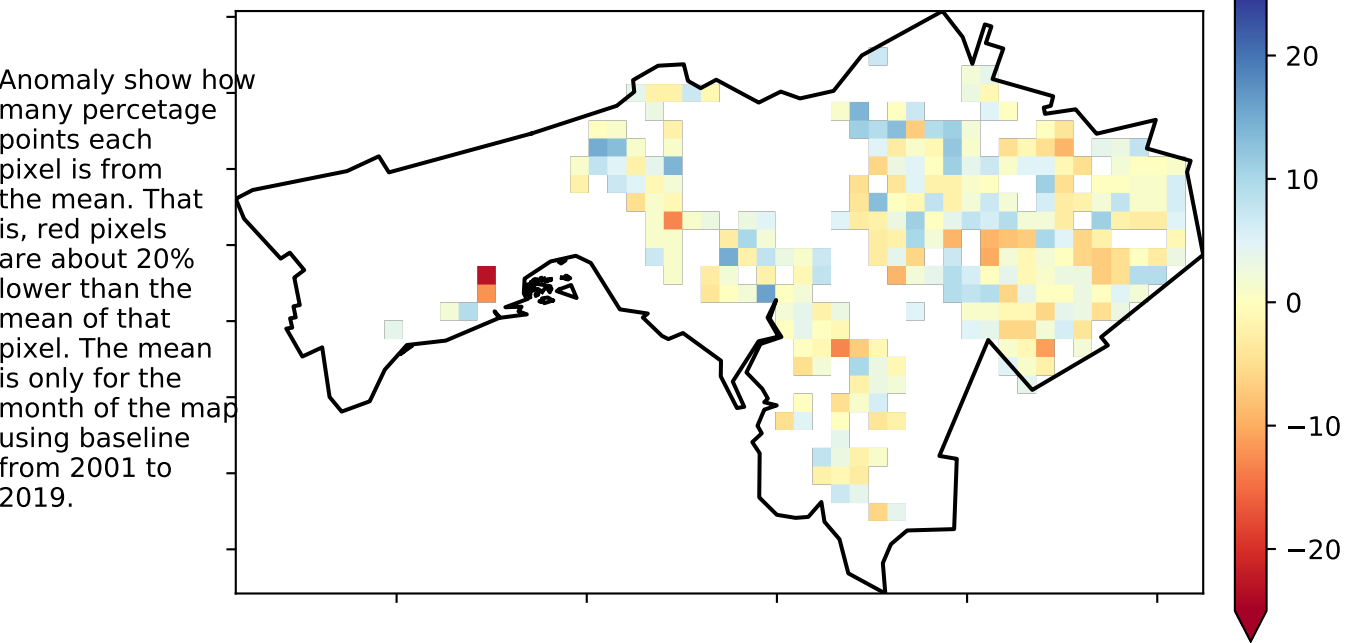 Anomaly show how
many percetage
points each
pixel is from
the mean. That
is, red pixels
are about 20%
lower than the
mean of that
pixel. The mean
is only for the
month of the map
using baseline
from 2001 to
2019.
20
10
0
−10
−20